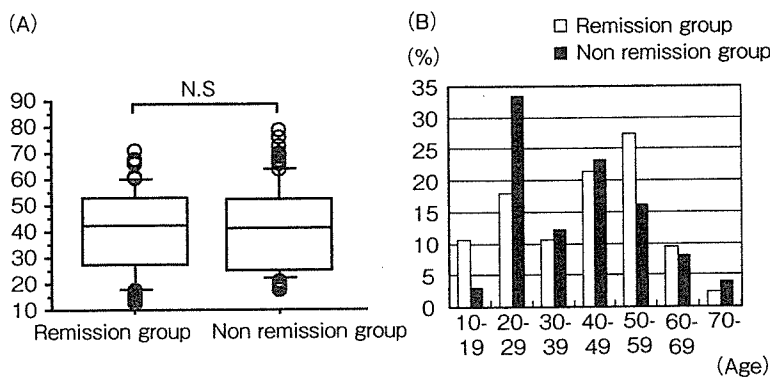 (A)
N.S
90
80
70
60
50
40
30
20
10
Remission group Non remission group
(B)
(%)
Remission group
Non remission group
35
30
25
20
15
10
5
0
10- 20- 30- 40- 50- 60- 70-
19 29 39 49 59 69
(Age)